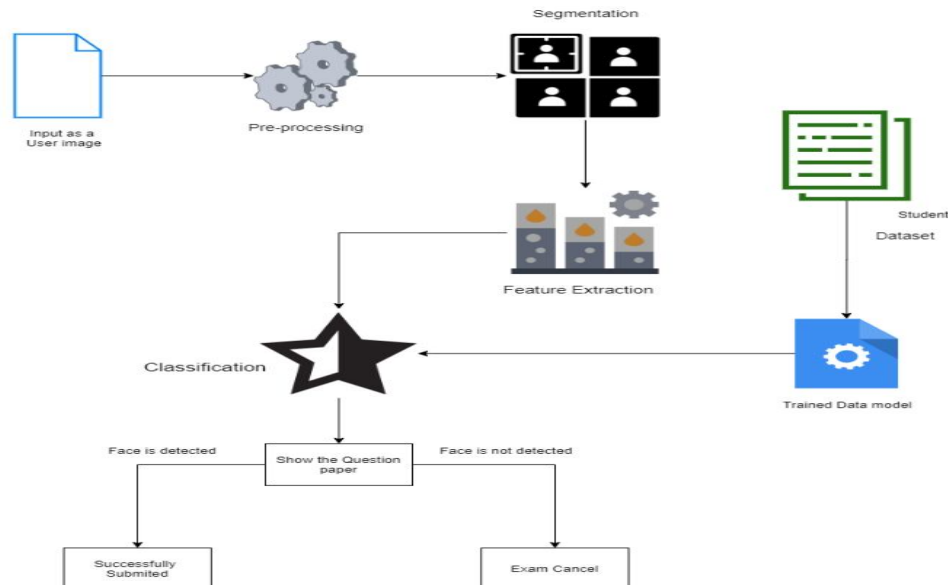 Segmentation
Input as a
User image
Pre-processing
Student
Dataset
Feature Extraction
Classification
Trained Data model
Face is detected
Show the Question
paper
Face is not detected
Successfully
Submited
Exam Cancel